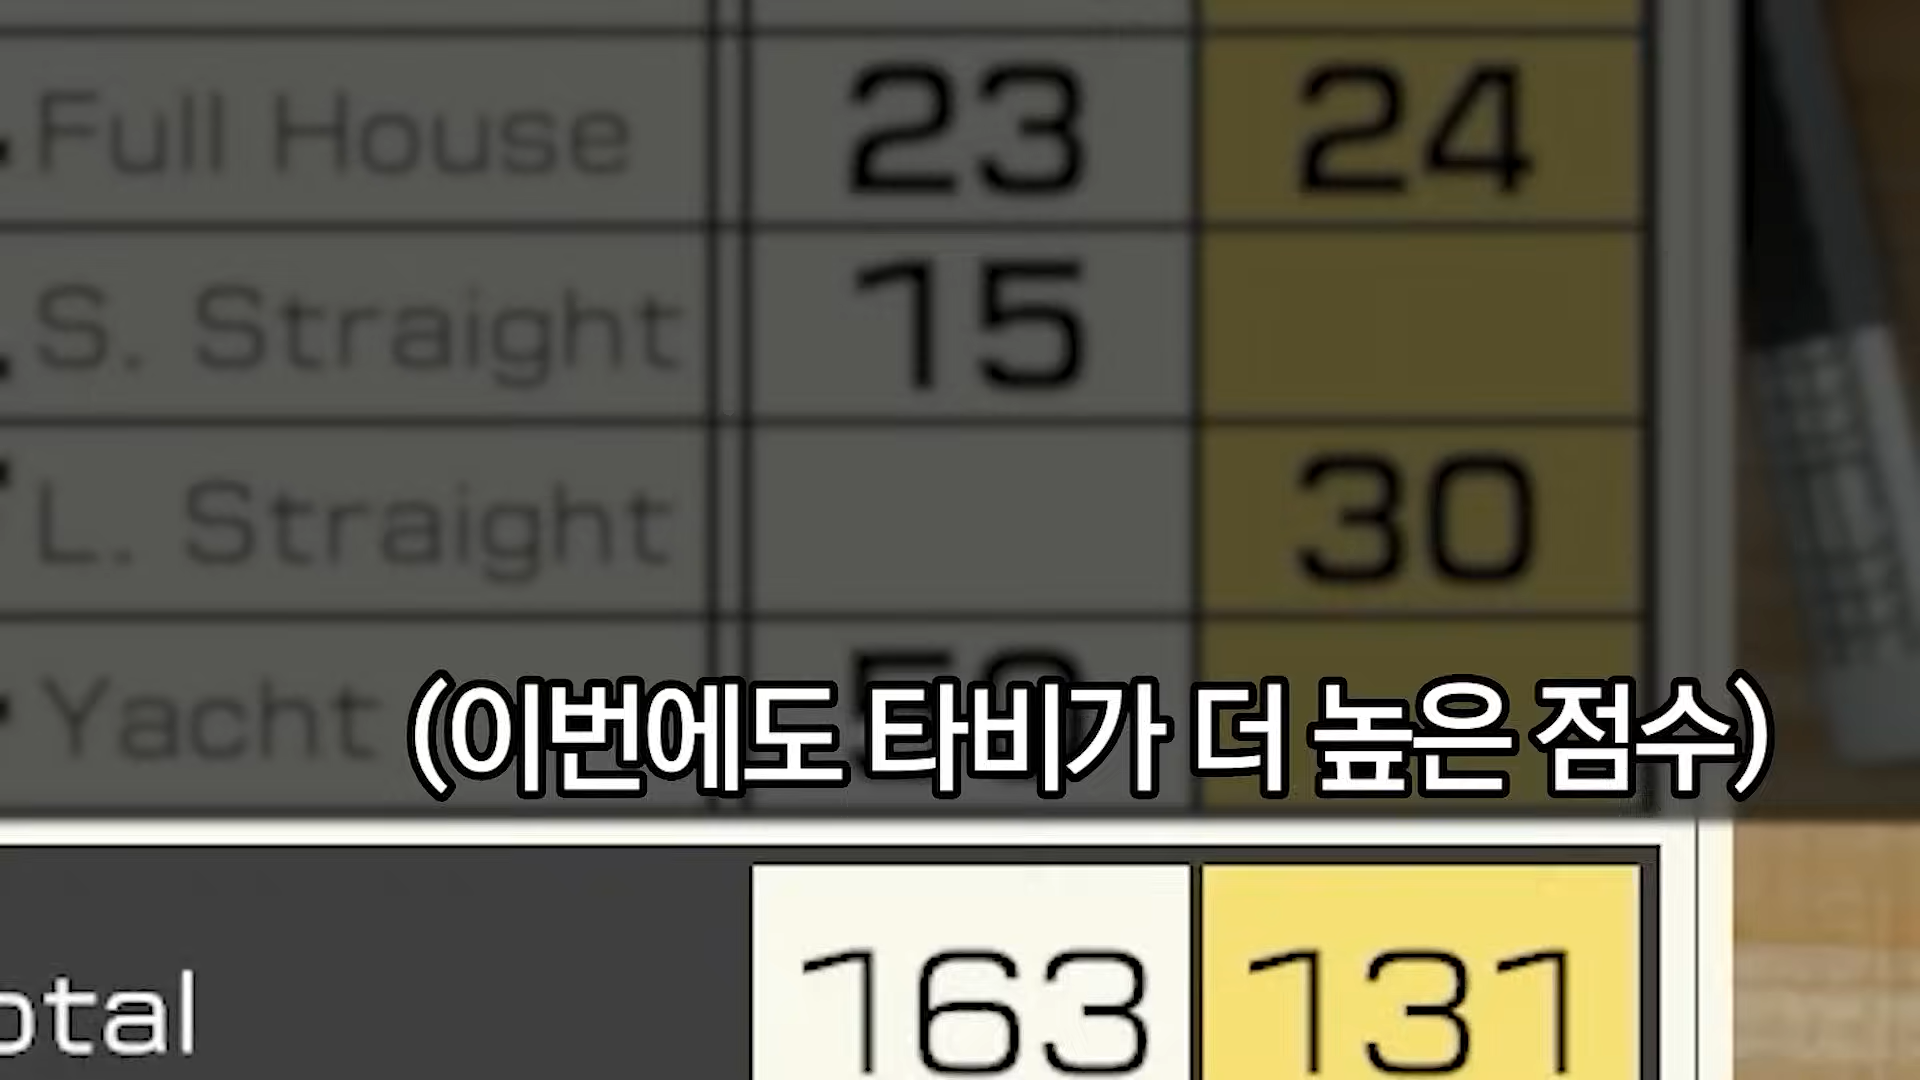 Full House 23 24
S. Straight 15
L. Straight 30
Yacht 50
(이번에도 타비가 더 높은 점수)
otal 163 131